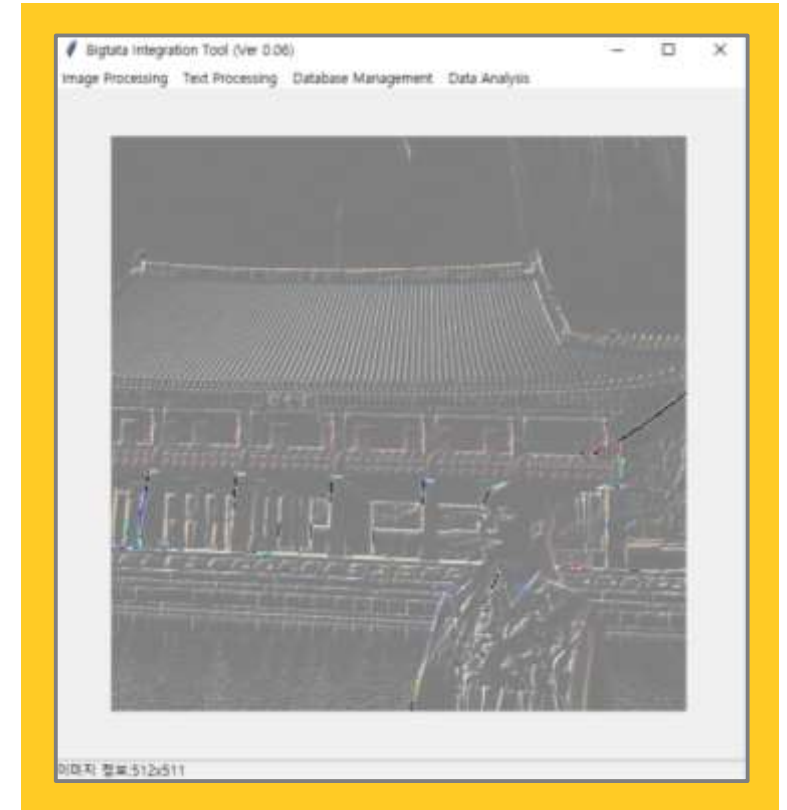 Bigtata Integration Tool (Ver 0.06)
Image Processing Text Processing Database Management Data Analysis
이미지 정보:512x511